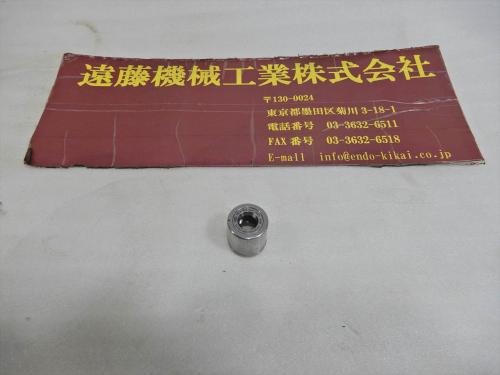 遠藤機械工業株式会社
〒130-0024
東京都墨田区菊川3-18-1
電話番号 03-3632-6511
FAX番号 03-3632-6518
E-mall info@endo-kikai.co.jp